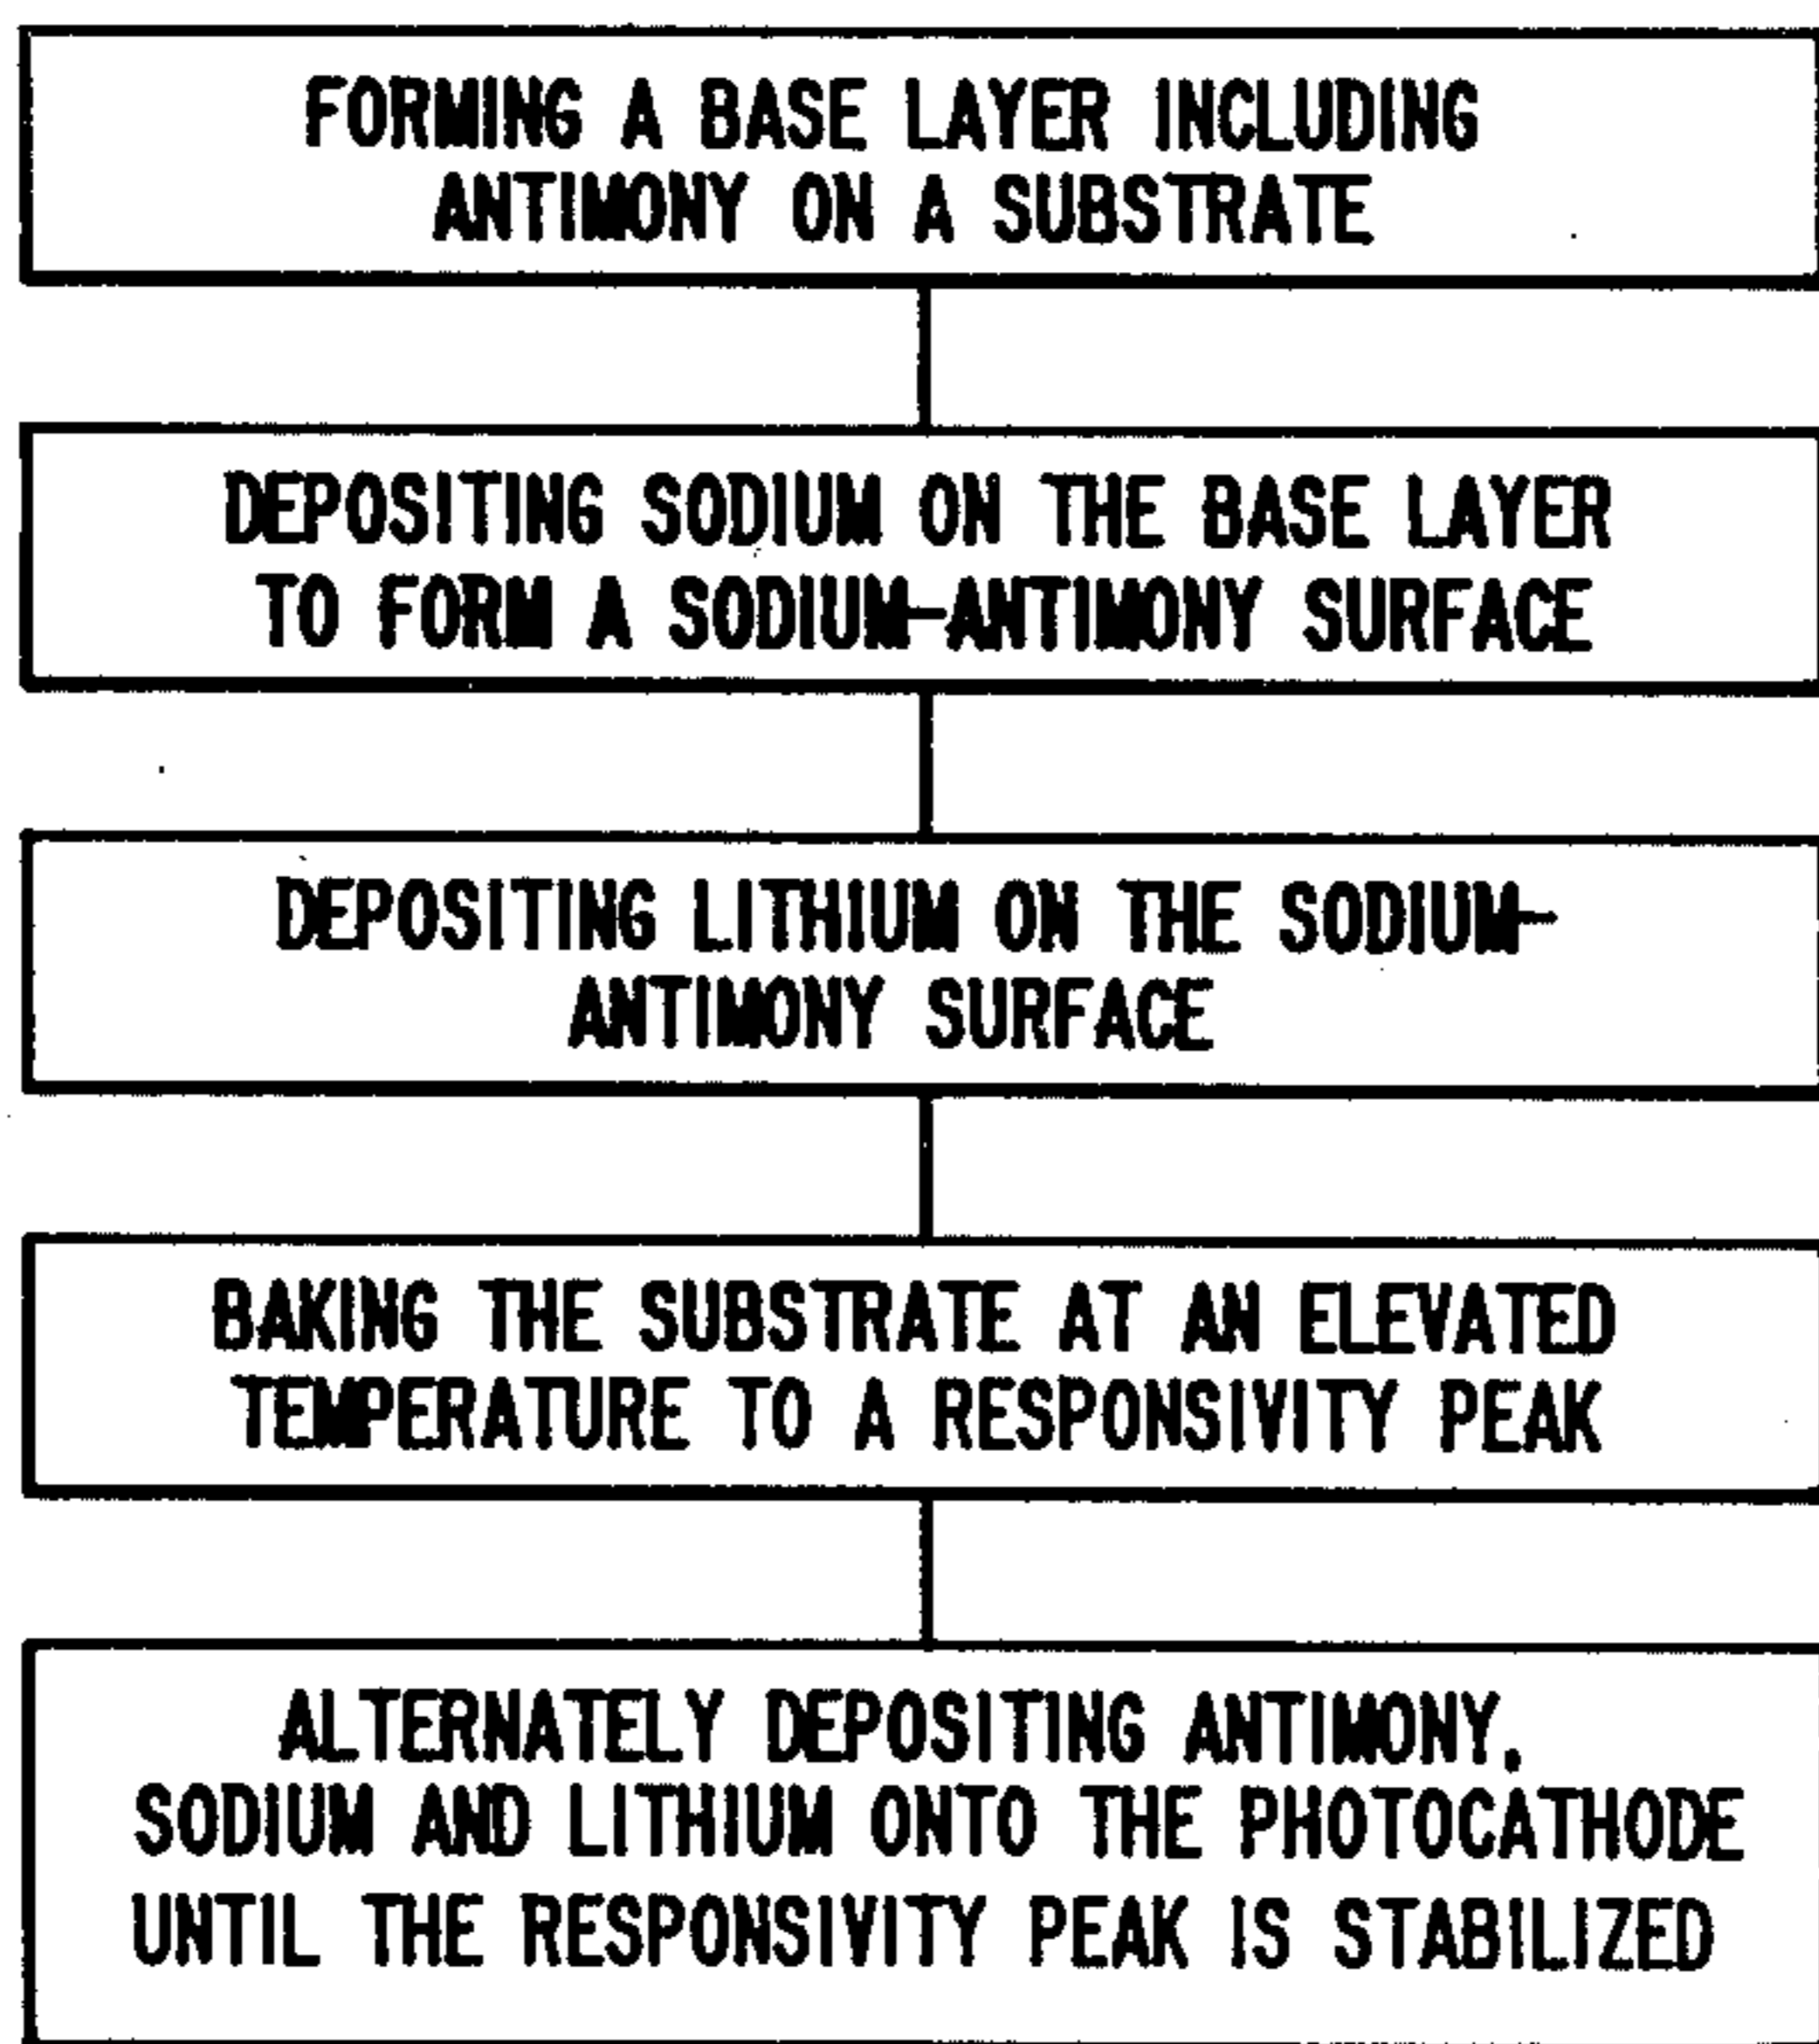 FORMING A BASE LAYER INCLUDING
ANTIMONY ON A SUBSTRATE
DEPOSITING SODIUM ON THE BASE LAYER
TO FORM A SODIUM-ANTIMONY SURFACE
DEPOSITING LITHIUM ON THE SODIUM-
ANTIMONY SURFACE
BAKING THE SUBSTRATE AT AN ELEVATED
TEMPERATURE TO A RESPONSIVITY PEAK
ALTERNATELY DEPOSITING ANTIMONY,
SODIUM AND LITHIUM ONTO THE PHOTOCATHODE
UNTIL THE RESPONSIVITY PEAK IS STABILIZED